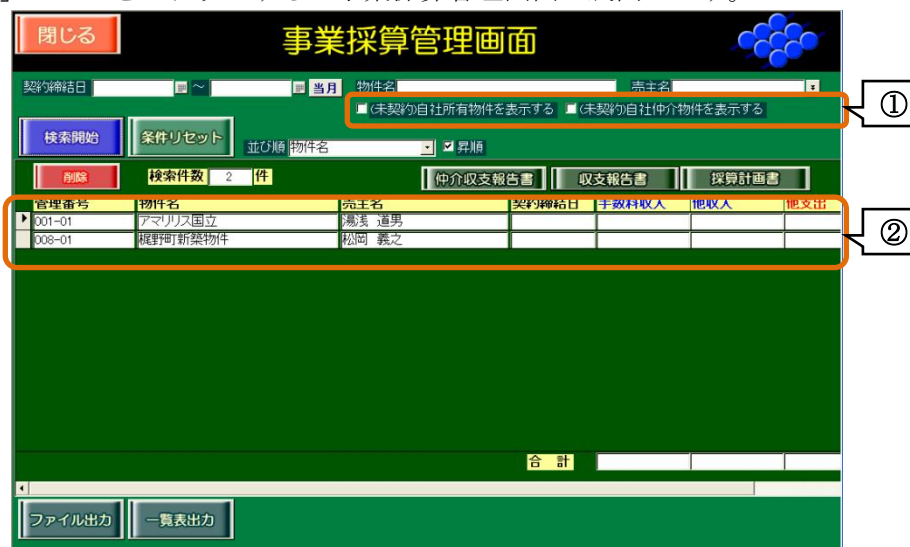 閉じる 事業採算管理画面
契約締結日 ～ 当月 物件名 売主名
(未契約)自社所有物件を表示する (未契約)自社仲介物件を表示する ①
検索開始 条件リセット 並び順 物件名 昇順
削除 検索件数 2 件 仲介収支報告書 収支報告書 採算計画書
管理番号 物件名 売主名 契約締結日 手数料収入 他収入 他支出
001-01 アマリリス国立 湯浅 道男 ②
008-01 梶野町新築物件 松岡 義之
合 計
ファイル出力 一覧表出力